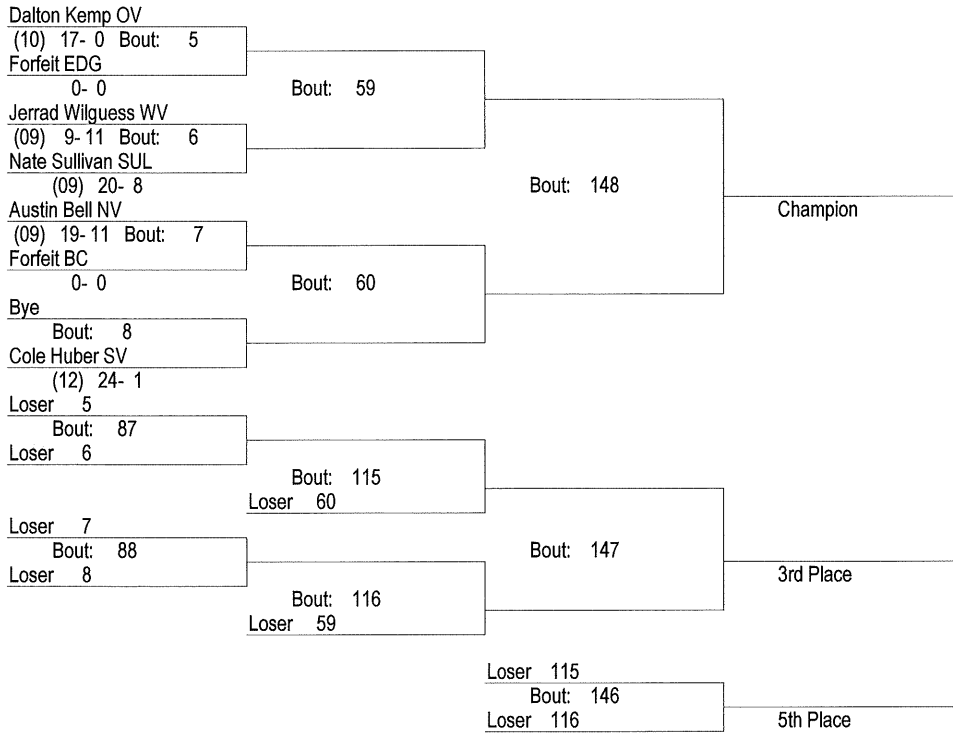 Dalton Kemp OV
(10) 17- 0 Bout: 5
Forfeit EDG
0- 0
Bout: 59
Jerrad Wilguess WV
(09) 9- 11 Bout: 6
Nate Sullivan SUL
(09) 20- 8
Bout: 148
Austin Bell NV
Champion
(09) 19- 11 Bout: 7
Forfeit BC
0- 0
Bout: 60
Bye
Bout: 8
Cole Huber SV
(12) 24- 1
Loser 5
Bout: 87
Loser 6
Bout: 115
Loser 60
Loser 7
Bout: 88
Bout: 147
Loser 8
3rd Place
Bout: 116
Loser 59
Loser 115
Bout: 146
Loser 116
5th Place